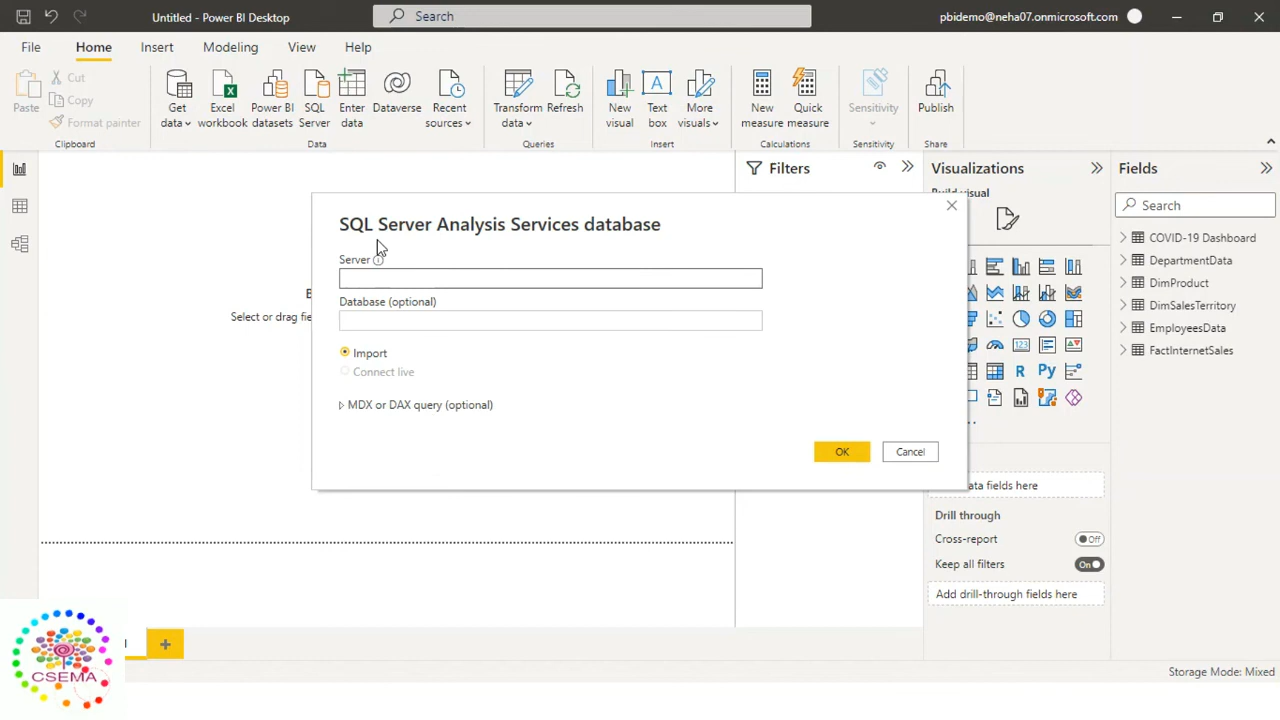 Untitled - Power BI Desktop
Search
pbidemo@neha07.onmicrosoft.com
File
Home
Insert
Modeling
View
Help
Paste
Cut
Copy
Format painter
Clipboard
Get data
Excel workbook
Power BI datasets
SQL Server
Enter data
Dataverse
Recent sources
Data
Transform data
Refresh
Queries
New visual
Text box
More visuals
Insert
New measure
Quick measure
Calculations
Sensitivity
Sensitivity
Publish
Share
Filters
Visualizations
Fields
Search
COVID-19 Dashboard
DepartmentData
DimProduct
DimSalesTerritory
EmployeesData
FactInternetSales
SQL Server Analysis Services database
Server
Database (optional)
Import
Connect live
MDX or DAX query (optional)
OK
Cancel
Select or drag
123
R
Py
fields here
Drill through
Cross-report
Off
Keep all filters
On
Add drill-through fields here
CSEMA
Storage Mode: Mixed